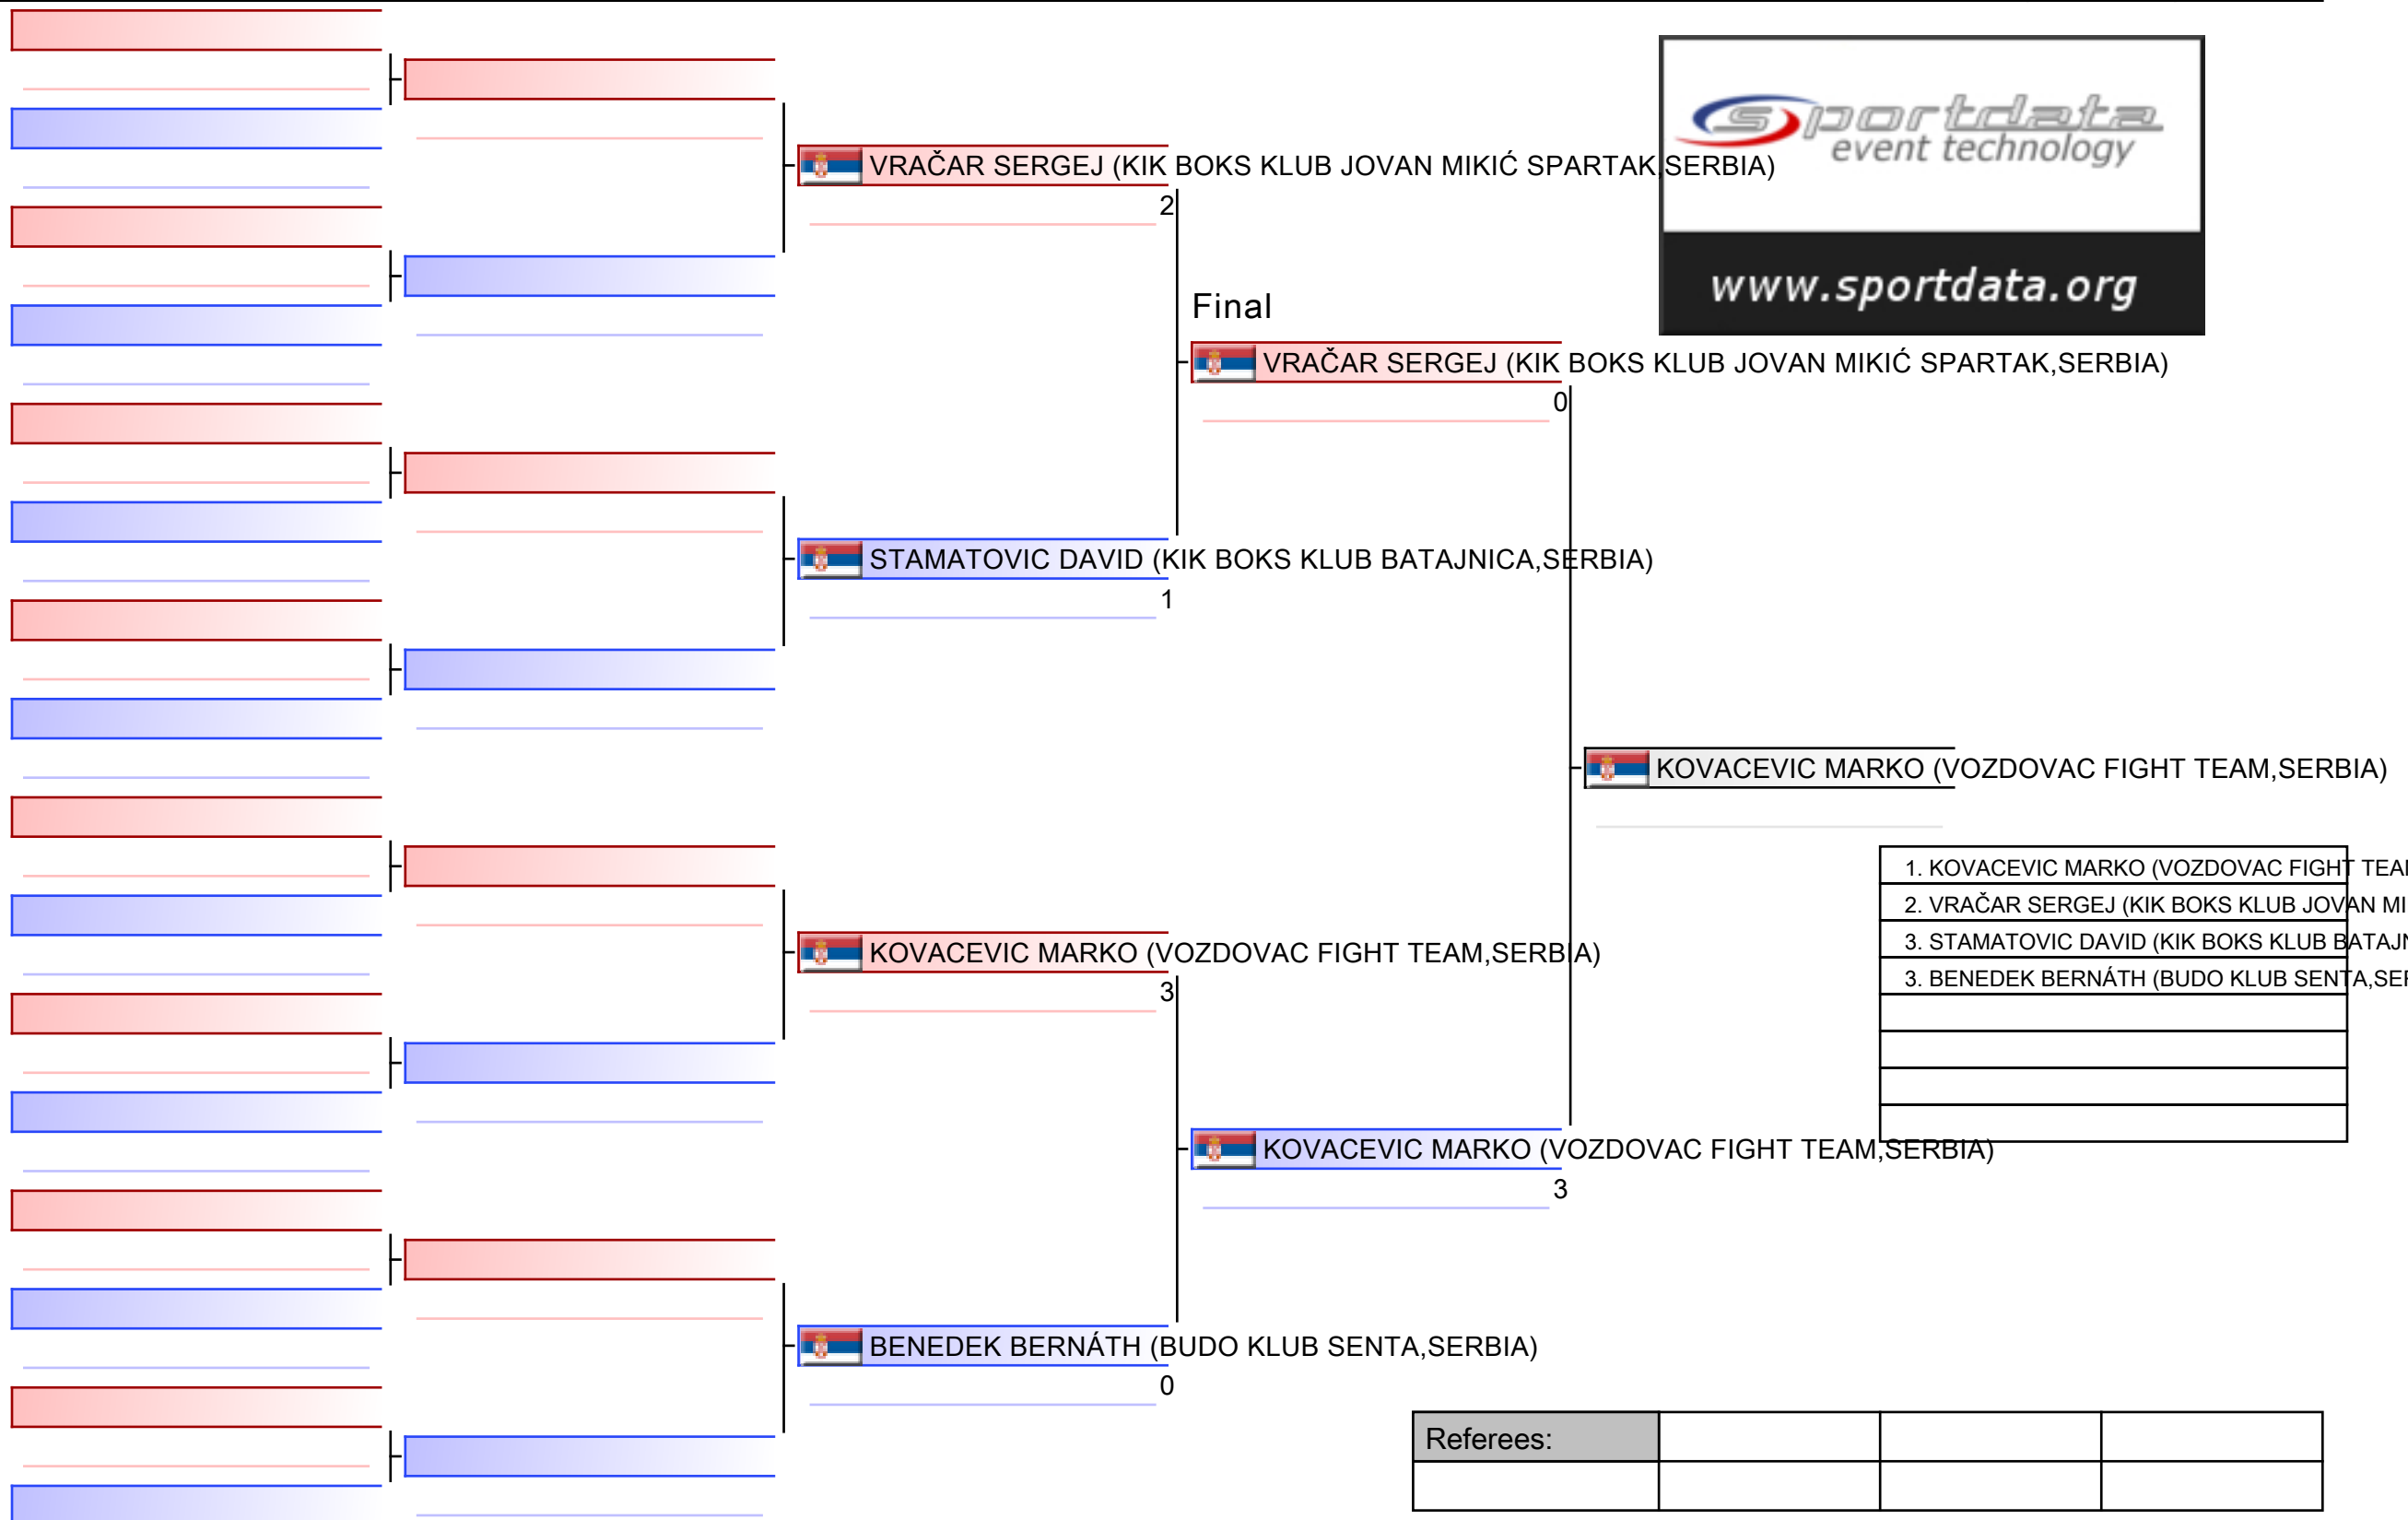 sportdata
event technology
www.sportdata.org
VRAČAR SERGEJ (KIK BOKS KLUB JOVAN MIKIĆ SPARTAK,SERBIA)
2
Final
VRAČAR SERGEJ (KIK BOKS KLUB JOVAN MIKIĆ SPARTAK,SERBIA)
0
STAMATOVIC DAVID (KIK BOKS KLUB BATAJNICA,SERBIA)
1
KOVACEVIC MARKO (VOZDOVAC FIGHT TEAM,SERBIA)
1. KOVACEVIC MARKO (VOZDOVAC FIGHT TEA
2. VRAČAR SERGEJ (KIK BOKS KLUB JOVAN MI
3. STAMATOVIC DAVID (KIK BOKS KLUB BATAJ
3. BENEDEK BERNÁTH (BUDO KLUB SENTA,SE
KOVACEVIC MARKO (VOZDOVAC FIGHT TEAM,SERBIA)
3
KOVACEVIC MARKO (VOZDOVAC FIGHT TEAM,SERBIA)
3
BENEDEK BERNÁTH (BUDO KLUB SENTA,SERBIA)
0
Referees: